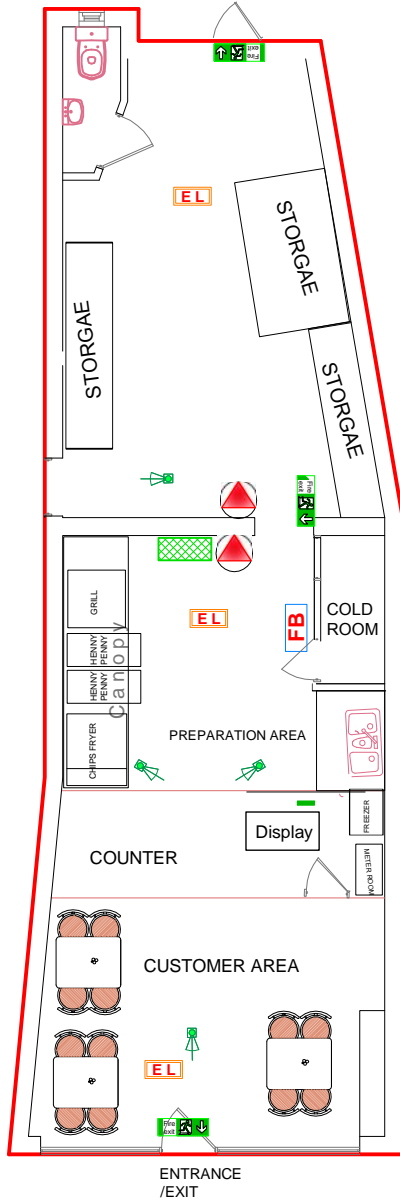 Fire
exit
EL
STORGAE
STORGAE
STORGAE
Fire
exit
GRILL
HENNY
PENNY
HENNY
PENNY
CHIPS FRYER
Canopy
EL
FB
COLD
ROOM
PREPARATION AREA
Display
FREEZER
COUNTER
METER ROOM
CUSTOMER AREA
EL
Fire
exit
ENTRANCE
/EXIT